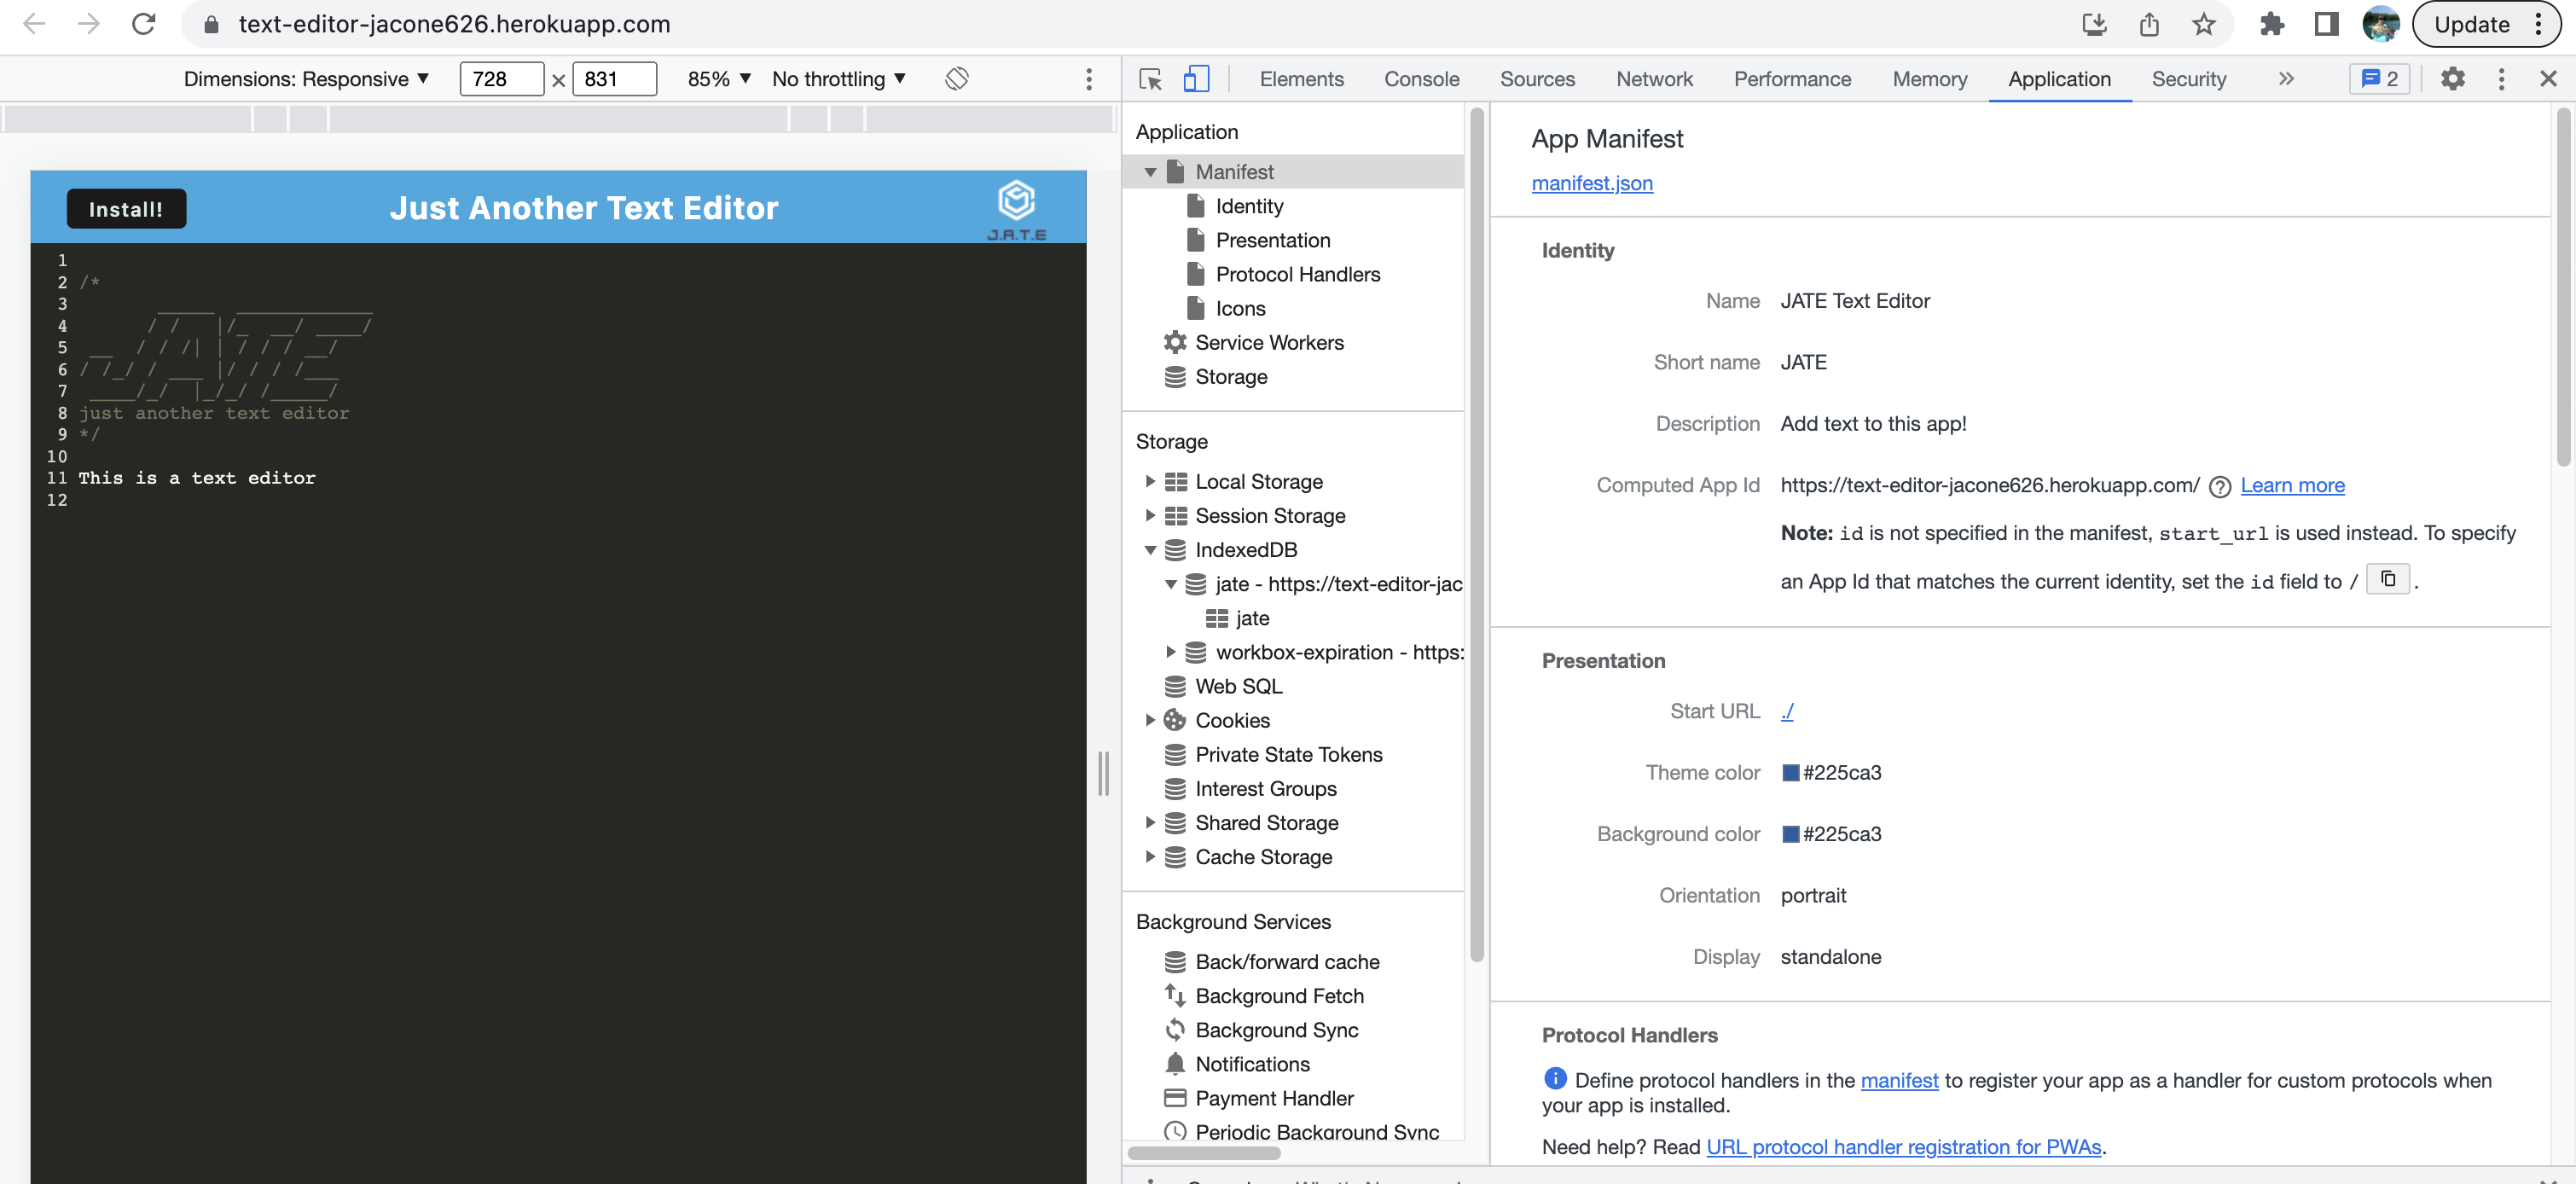 text-editor-jacone626.herokuapp.com
Update
Dimensions: Responsive ▼ 728 × 831 85% ▼ No throttling ▼
Elements Console Sources Network Performance Memory Application Security » 2
Install!
Just Another Text Editor
J.A.T.E
1
2 /*
3
4
5
6
7
8 just another text editor
9 */
10
11 This is a text editor
12
Application
Manifest
Identity
Presentation
Protocol Handlers
Icons
Service Workers
Storage
Storage
Local Storage
Session Storage
IndexedDB
jate - https://text-editor-jac
jate
workbox-expiration - https:
Web SQL
Cookies
Private State Tokens
Interest Groups
Shared Storage
Cache Storage
Background Services
Back/forward cache
Background Fetch
Background Sync
Notifications
Payment Handler
Periodic Background Sync
App Manifest
manifest.json
Identity
Name JATE Text Editor
Short name JATE
Description Add text to this app!
Computed App Id https://text-editor-jacone626.herokuapp.com/ ? Learn more
Note: id is not specified in the manifest, start_url is used instead. To specify
an App Id that matches the current identity, set the id field to / .
Presentation
Start URL ./
Theme color #225ca3
Background color #225ca3
Orientation portrait
Display standalone
Protocol Handlers
Define protocol handlers in the manifest to register your app as a handler for custom protocols when
your app is installed.
Need help? Read URL protocol handler registration for PWAs.